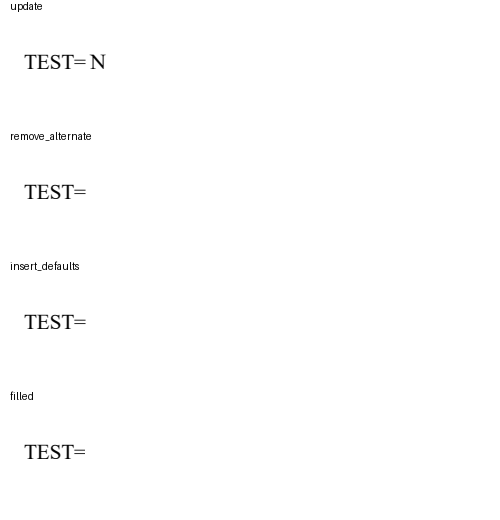 update
TEST= N
remove_alternate
TEST=
insert_defaults
TEST=
filled
TEST=